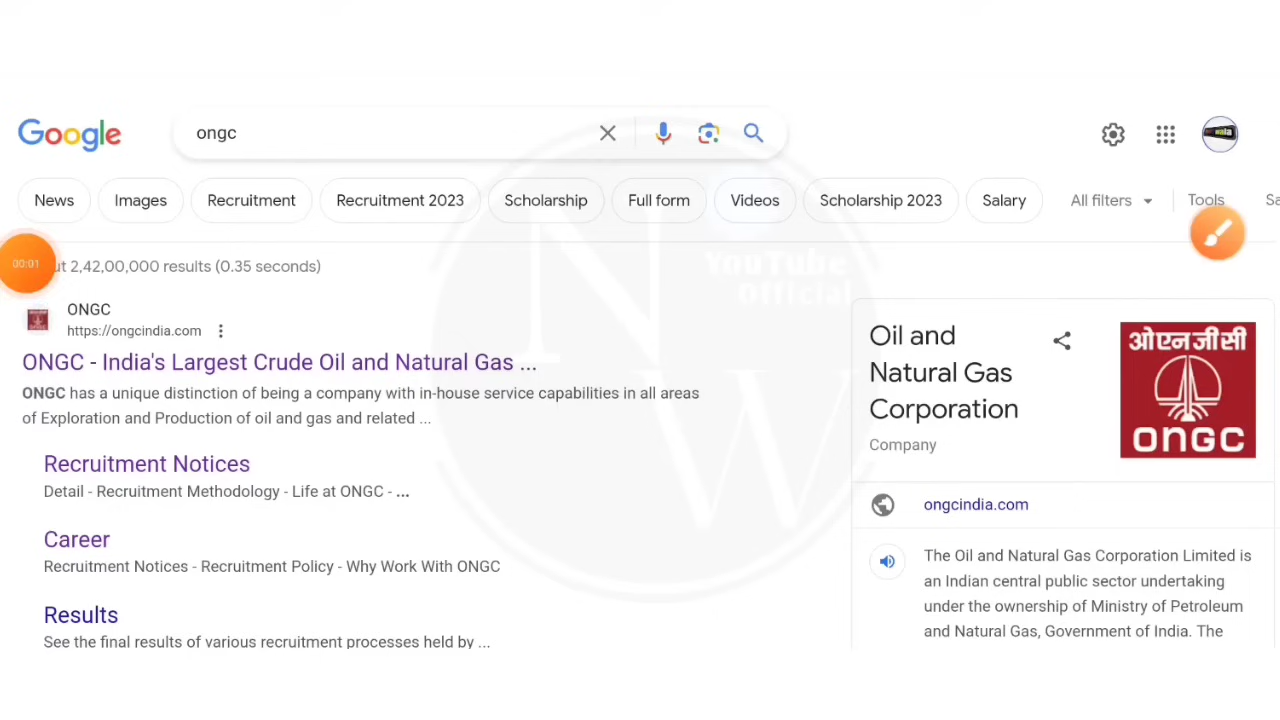 Google
ongc
News
Images
Recruitment
Recruitment 2023
Scholarship
Full form
Videos
Scholarship 2023
Salary
All filters
Tools
00:01
2,42,00,000 results (0.35 seconds)
YouTube
official
N
W
ONGC
https://ongcindia.com
ONGC - India's Largest Crude Oil and Natural Gas ...
ONGC has a unique distinction of being a company with in-house service capabilities in all areas
of Exploration and Production of oil and gas and related ...
Recruitment Notices
Detail - Recruitment Methodology - Life at ONGC - ...
Career
Recruitment Notices - Recruitment Policy - Why Work With ONGC
Results
See the final results of various recruitment processes held by ...
Oil and
Natural Gas
Corporation
Company
ओएनजीसी
ONGC
ongcindia.com
The Oil and Natural Gas Corporation Limited is
an Indian central public sector undertaking
under the ownership of Ministry of Petroleum
and Natural Gas, Government of India. The